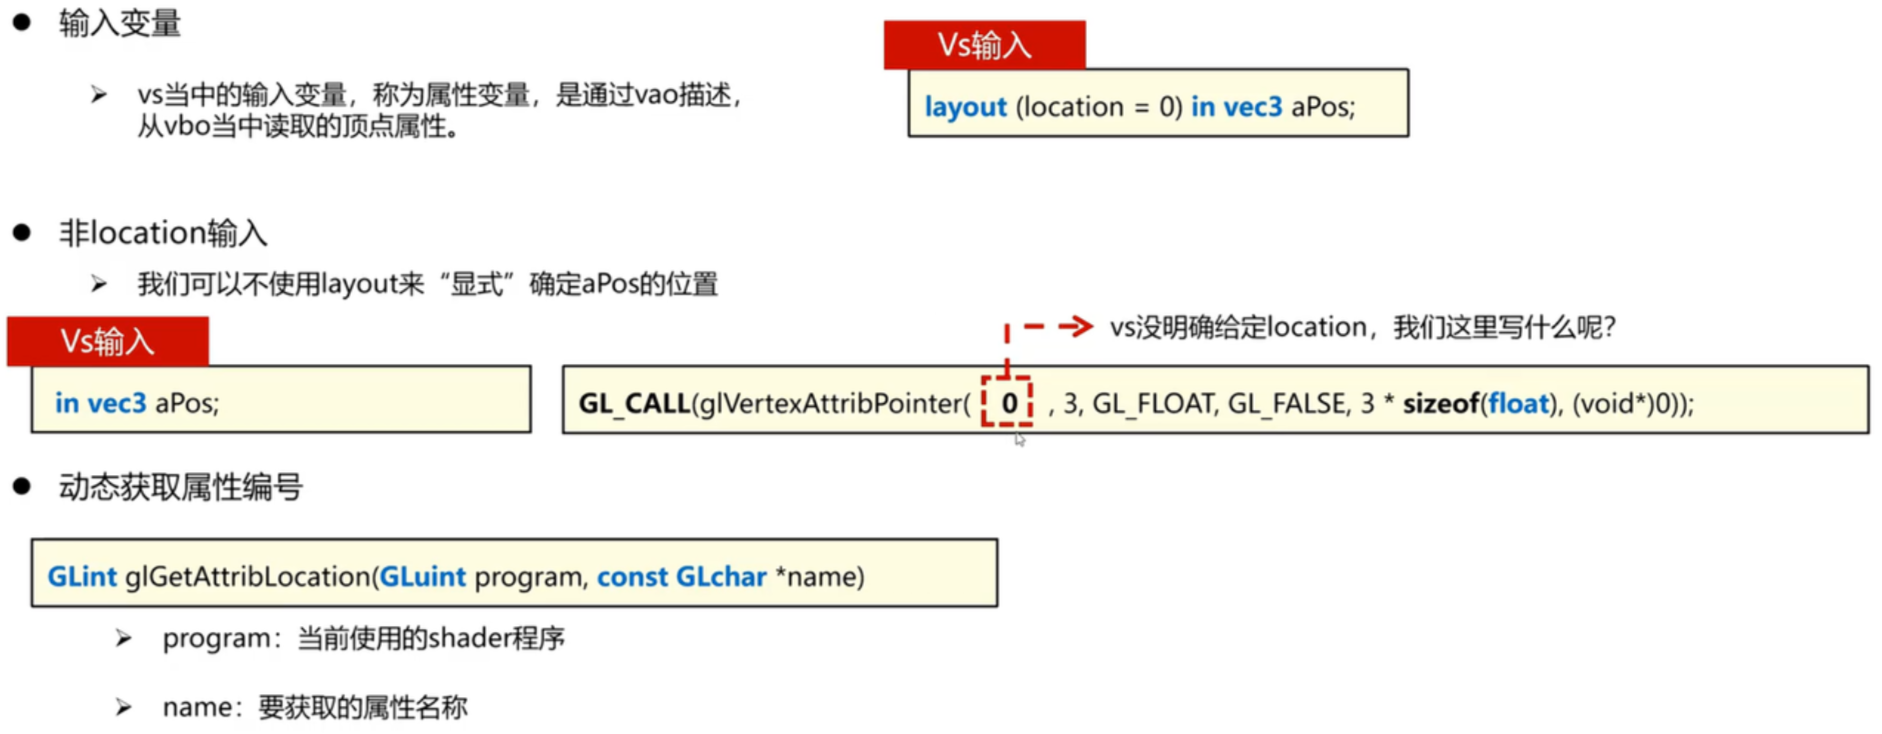 输入变量
Vs输入
vs当中的输入变量，称为属性变量，是通过vao描述，
从vbo当中读取的顶点属性。
layout (location = 0) in vec3 aPos;
非location输入
我们可以不使用layout来“显式”确定aPos的位置
Vs输入
vs没明确给定location，我们这里写什么呢？
in vec3 aPos;
GL_CALL(glVertexAttribPointer( 0 , 3, GL_FLOAT, GL_FALSE, 3 * sizeof(float), (void*)0));
动态获取属性编号
GLint glGetAttribLocation(GLuint program, const GLchar *name)
program：当前使用的shader程序
name：要获取的属性名称